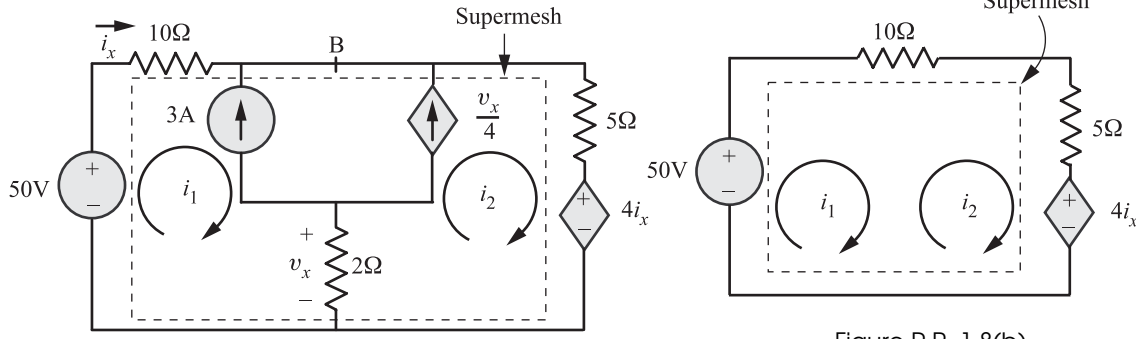 Supermesh
10Ω
i_x
B
3A
v_x/4
5Ω
+
−
50V
i_1
i_2
+
−
4i_x
+
v_x
−
2Ω
Supermesh
10Ω
5Ω
+
−
50V
i_1
i_2
+
−
4i_x